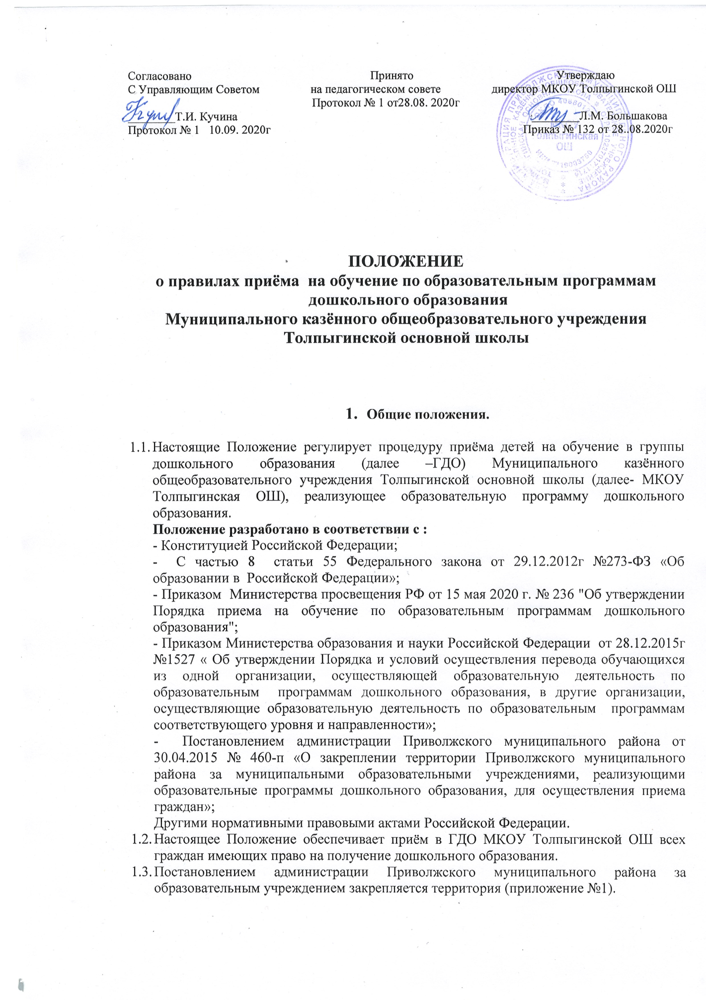 Согласовано Принято Утверждаю
С Управляющим Советом на педагогическом совете директор МКОУ Толпыгинской ОШ
Протокол № 1 от28.08. 2020г
________Т.И. Кучина ________Л.М. Большакова
Протокол № 1 10.09. 2020г Приказ № 132 от 28..08.2020г
ОШ
ПОЛОЖЕНИЕ
о правилах приёма на обучение по образовательным программам
дошкольного образования
Муниципального казённого общеобразовательного учреждения
Толпыгинской основной школы
1. Общие положения.
1.1. Настоящие Положение регулирует процедуру приёма детей на обучение в группы
дошкольного образования (далее –ГДО) Муниципального казённого
общеобразовательного учреждения Толпыгинской основной школы (далее- МКОУ
Толпыгинская ОШ), реализующее образовательную программу дошкольного
образования.
Положение разработано в соответствии с :
- Конституцией Российской Федерации;
- С частью 8 статьи 55 Федерального закона от 29.12.2012г №273-ФЗ «Об
образовании в Российской Федерации»;
- Приказом Министерства просвещения РФ от 15 мая 2020 г. № 236 "Об утверждении
Порядка приема на обучение по образовательным программам дошкольного
образования";
- Приказом Министерства образования и науки Российской Федерации от 28.12.2015г
№1527 « Об утверждении Порядка и условий осуществления перевода обучающихся
из одной организации, осуществляющей образовательную деятельность по
образовательным программам дошкольного образования, в другие организации,
осуществляющие образовательную деятельность по образовательным программам
соответствующего уровня и направленности»;
- Постановлением администрации Приволжского муниципального района от
30.04.2015 № 460-п «О закреплении территории Приволжского муниципального
района за муниципальными образовательными учреждениями, реализующими
образовательные программы дошкольного образования, для осуществления приема
граждан»;
Другими нормативными правовыми актами Российской Федерации.
1.2. Настоящее Положение обеспечивает приём в ГДО МКОУ Толпыгинской ОШ всех
граждан имеющих право на получение дошкольного образования.
1.3. Постановлением администрации Приволжского муниципального района за
образовательным учреждением закрепляется территория (приложение №1).